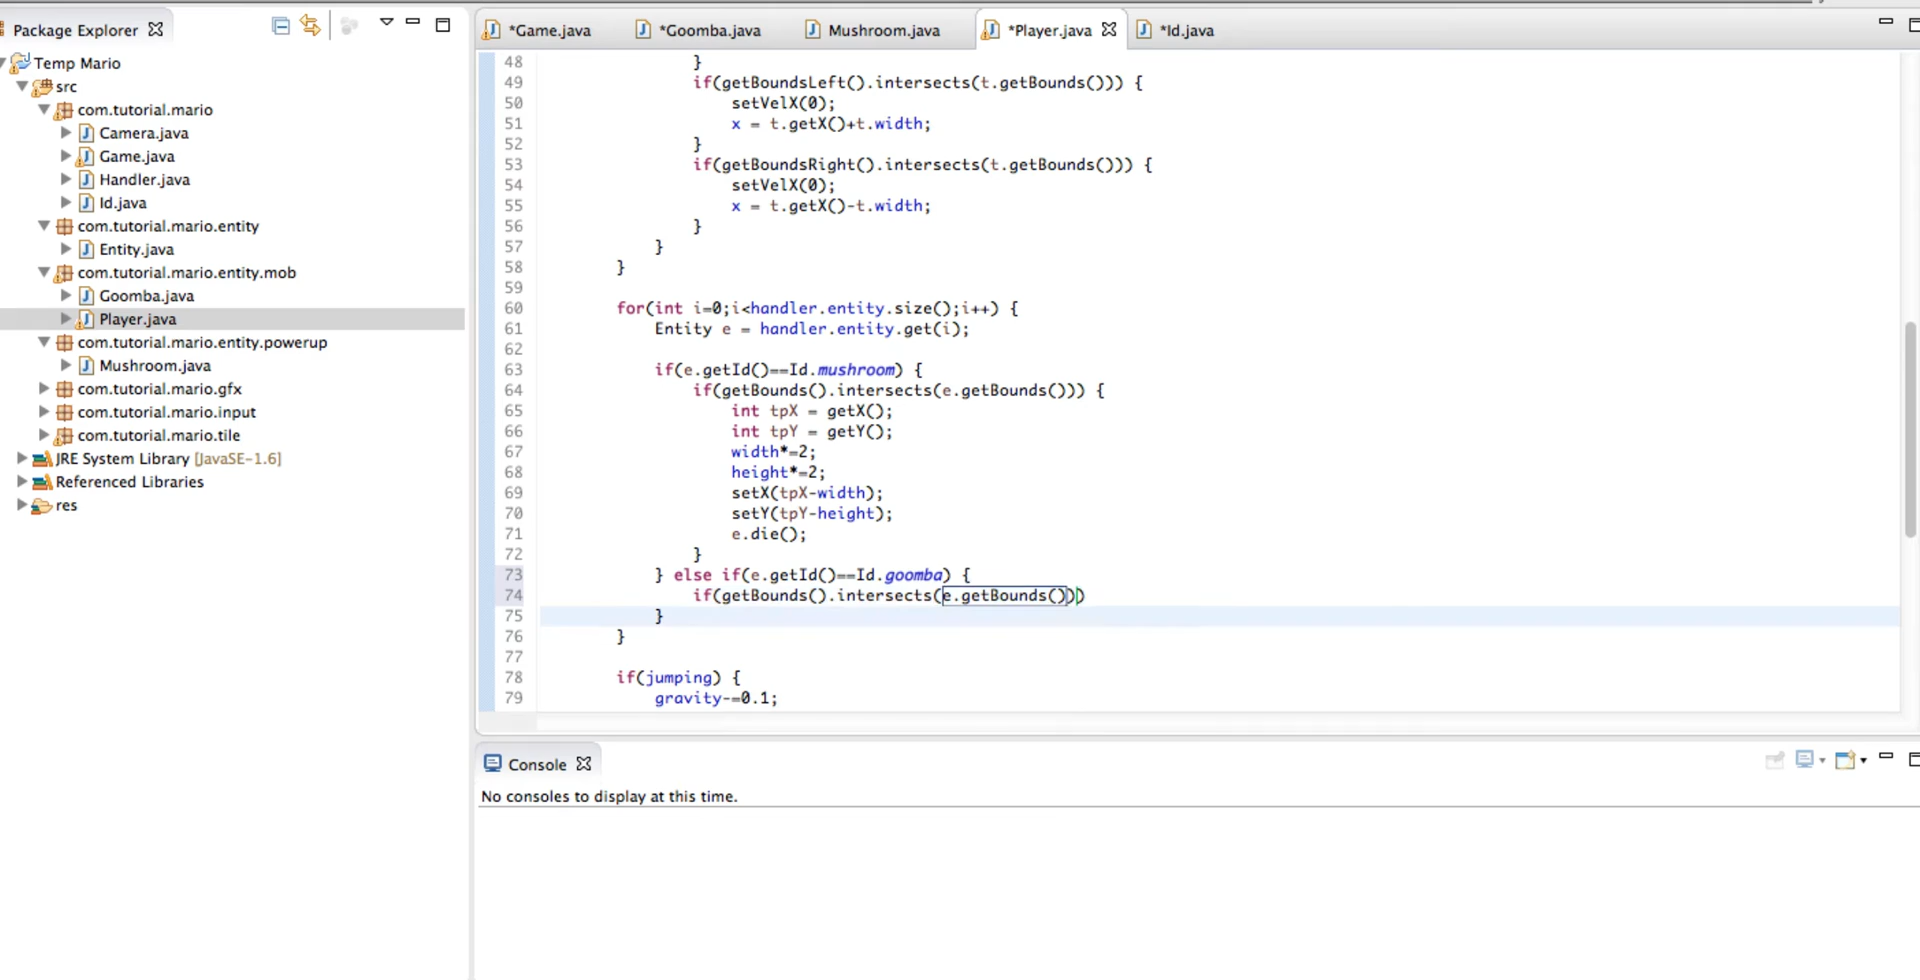 Package Explorer
Temp Mario
src
com.tutorial.mario
Camera.java
Game.java
Handler.java
Id.java
com.tutorial.mario.entity
Entity.java
com.tutorial.mario.entity.mob
Goomba.java
Player.java
com.tutorial.mario.entity.powerup
Mushroom.java
com.tutorial.mario.gfx
com.tutorial.mario.input
com.tutorial.mario.tile
JRE System Library [JavaSE-1.6]
Referenced Libraries
res
*Game.java *Goomba.java Mushroom.java *Player.java *Id.java
48 }
49 if(getBoundsLeft().intersects(t.getBounds())) {
50 setVelX(0);
51 x = t.getX()+t.width;
52 }
53 if(getBoundsRight().intersects(t.getBounds())) {
54 setVelX(0);
55 x = t.getX()-t.width;
56 }
57 }
58 }
59
60 for(int i=0;i<handler.entity.size();i++) {
61 Entity e = handler.entity.get(i);
62
63 if(e.getId()==Id.mushroom) {
64 if(getBounds().intersects(e.getBounds())) {
65 int tpX = getX();
66 int tpY = getY();
67 width*=2;
68 height*=2;
69 setX(tpX-width);
70 setY(tpY-height);
71 e.die();
72 }
73 } else if(e.getId()==Id.goomba) {
74 if(getBounds().intersects(e.getBounds()))
75 }
76 }
77
78 if(jumping) {
79 gravity-=0.1;
Console
No consoles to display at this time.